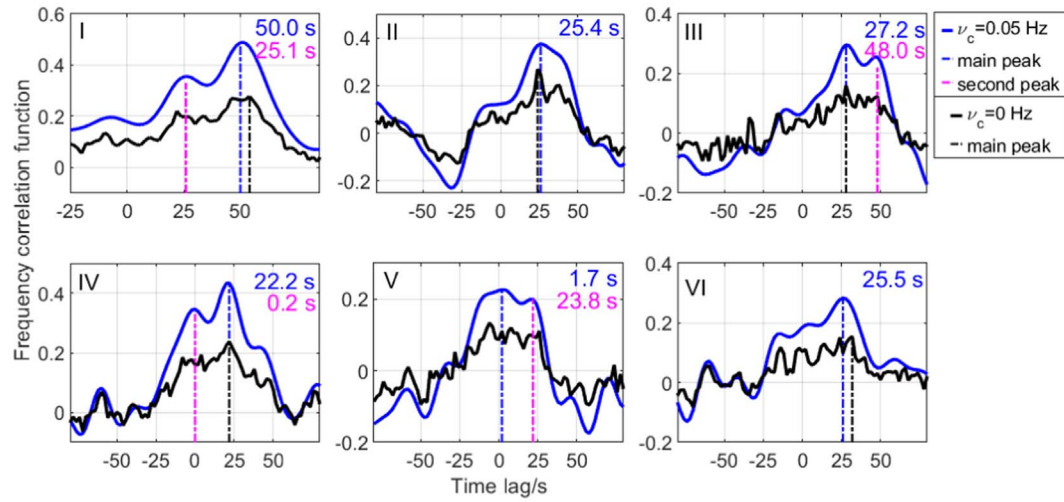 Frequency correlation function
I
50.0 s
25.1 s
0.6
0.4
0.2
0
-25 0 25 50
II
25.4 s
0.4
0.2
0
-0.2
-50 -25 0 25 50
III
27.2 s
48.0 s
0.4
0.2
0
-0.2
-50 -25 0 25 50
ν_c=0.05 Hz
main peak
second peak
ν_c=0 Hz
main peak
IV
22.2 s
0.2 s
0.4
0.2
0
-50 -25 0 25 50
V
1.7 s
23.8 s
0.2
0
-0.2
-50 -25 0 25 50
VI
25.5 s
0.4
0.2
0
-0.2
-50 -25 0 25 50
Time lag/s